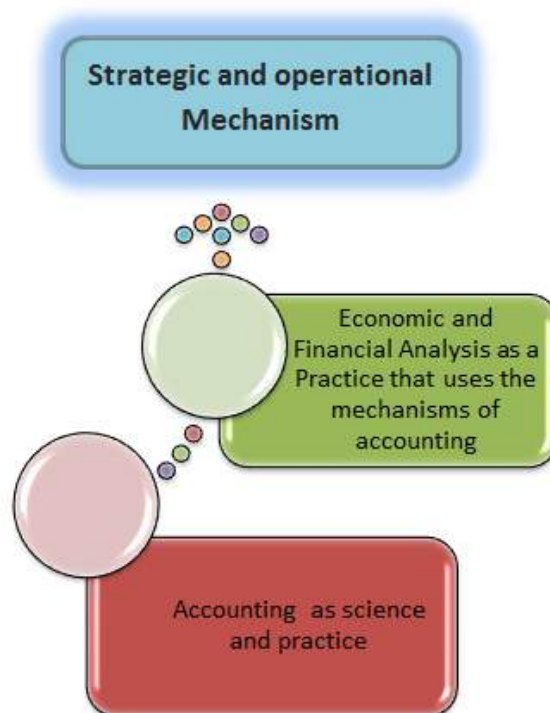 Strategic and operational
Mechanism
Economic and
Financial Analysis as a
Practice that uses the
mechanisms of
accounting
Accounting as science
and practice